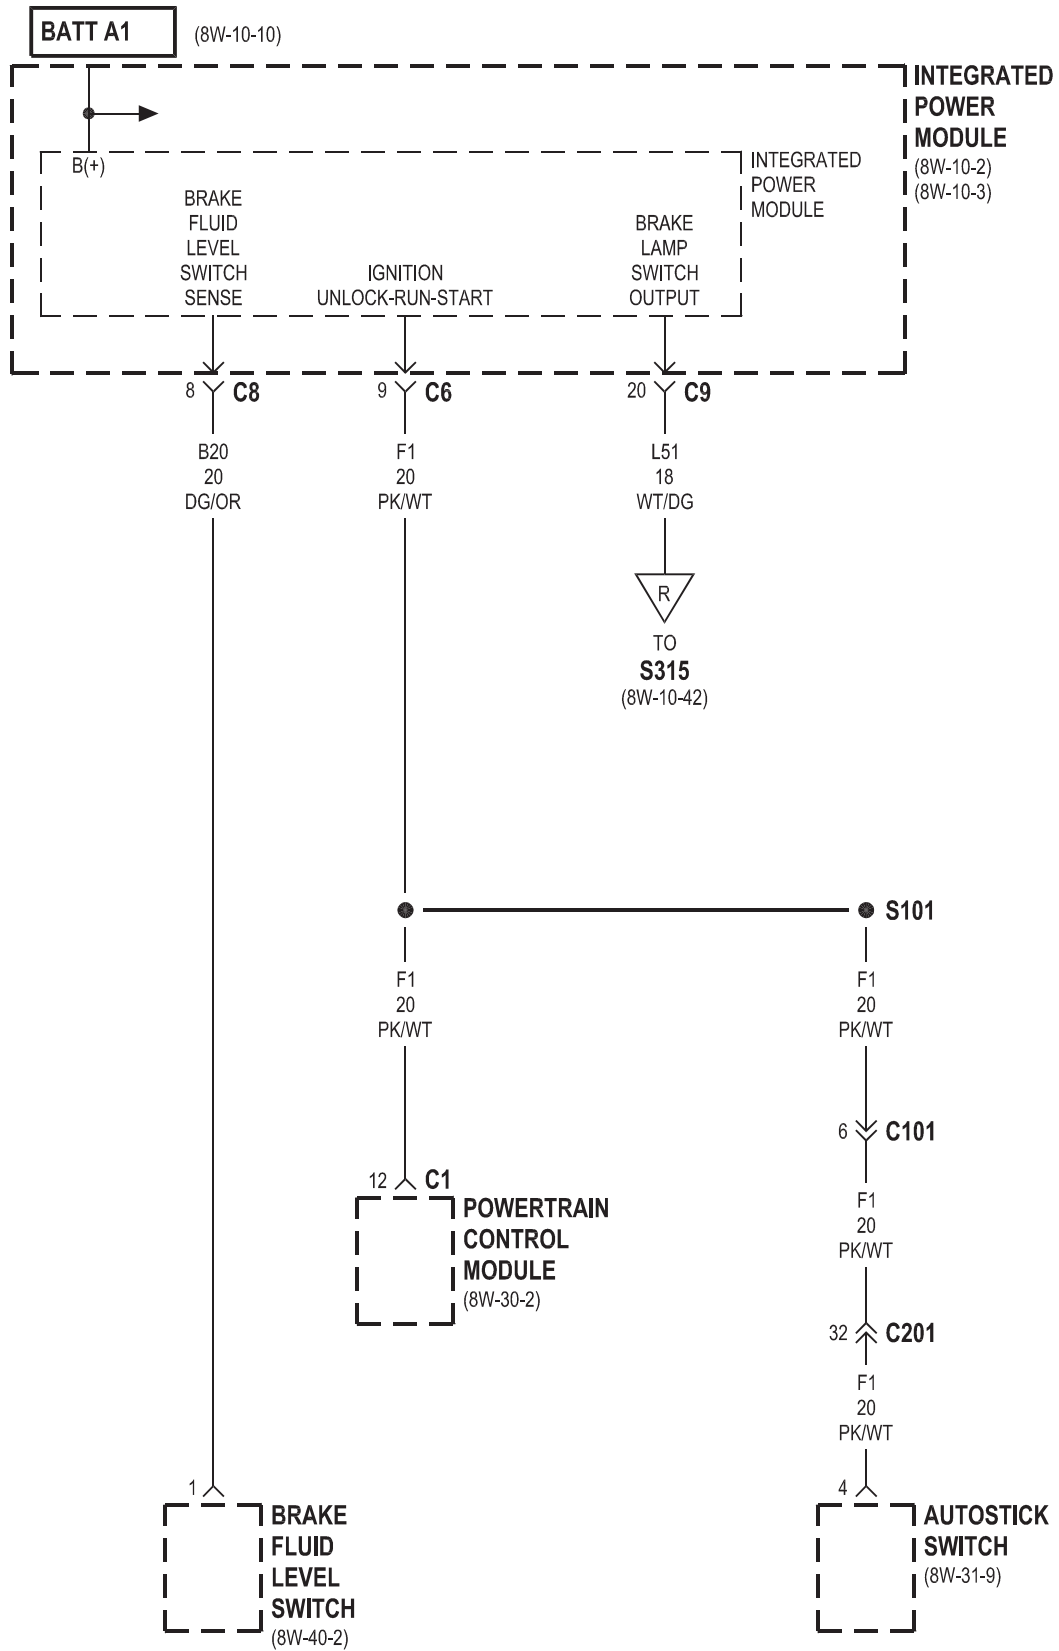 BATT A1 (8W-10-10)
INTEGRATED
POWER
MODULE
(8W-10-2)
(8W-10-3)
B(+)
INTEGRATED
POWER
MODULE
BRAKE
FLUID
LEVEL
SWITCH
SENSE
IGNITION
UNLOCK-RUN-START
BRAKE
LAMP
SWITCH
OUTPUT
8 C8
9 C6
20 C9
B20
20
DG/OR
F1
20
PK/WT
L51
18
WT/DG
R
TO
S315
(8W-10-42)
S101
F1
20
PK/WT
F1
20
PK/WT
6 C101
12 C1
POWERTRAIN
CONTROL
MODULE
(8W-30-2)
F1
20
PK/WT
32 C201
F1
20
PK/WT
1
BRAKE
FLUID
LEVEL
SWITCH
(8W-40-2)
4
AUTOSTICK
SWITCH
(8W-31-9)